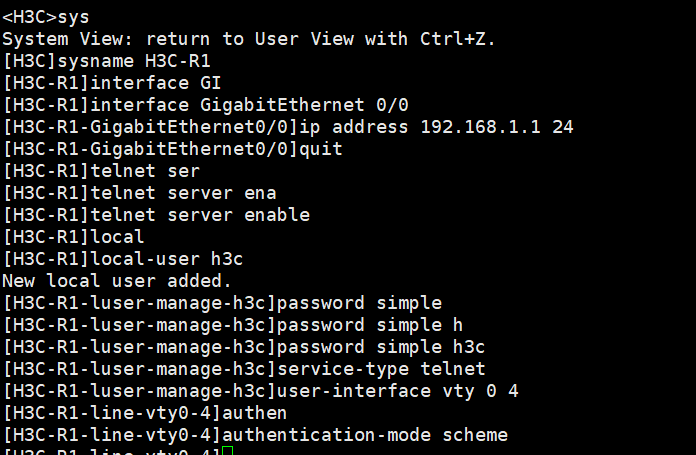 <H3C>sys
System View: return to User View with Ctrl+Z.
[H3C]sysname H3C-R1
[H3C-R1]interface GI
[H3C-R1]interface GigabitEthernet 0/0
[H3C-R1-GigabitEthernet0/0]ip address 192.168.1.1 24
[H3C-R1-GigabitEthernet0/0]quit
[H3C-R1]telnet ser
[H3C-R1]telnet server ena
[H3C-R1]telnet server enable
[H3C-R1]local
[H3C-R1]local-user h3c
New local user added.
[H3C-R1-luser-manage-h3c]password simple
[H3C-R1-luser-manage-h3c]password simple h
[H3C-R1-luser-manage-h3c]password simple h3c
[H3C-R1-luser-manage-h3c]service-type telnet
[H3C-R1-luser-manage-h3c]user-interface vty 0 4
[H3C-R1-line-vty0-4]authen
[H3C-R1-line-vty0-4]authentication-mode scheme
[H3C-R1-line-vty0-4]